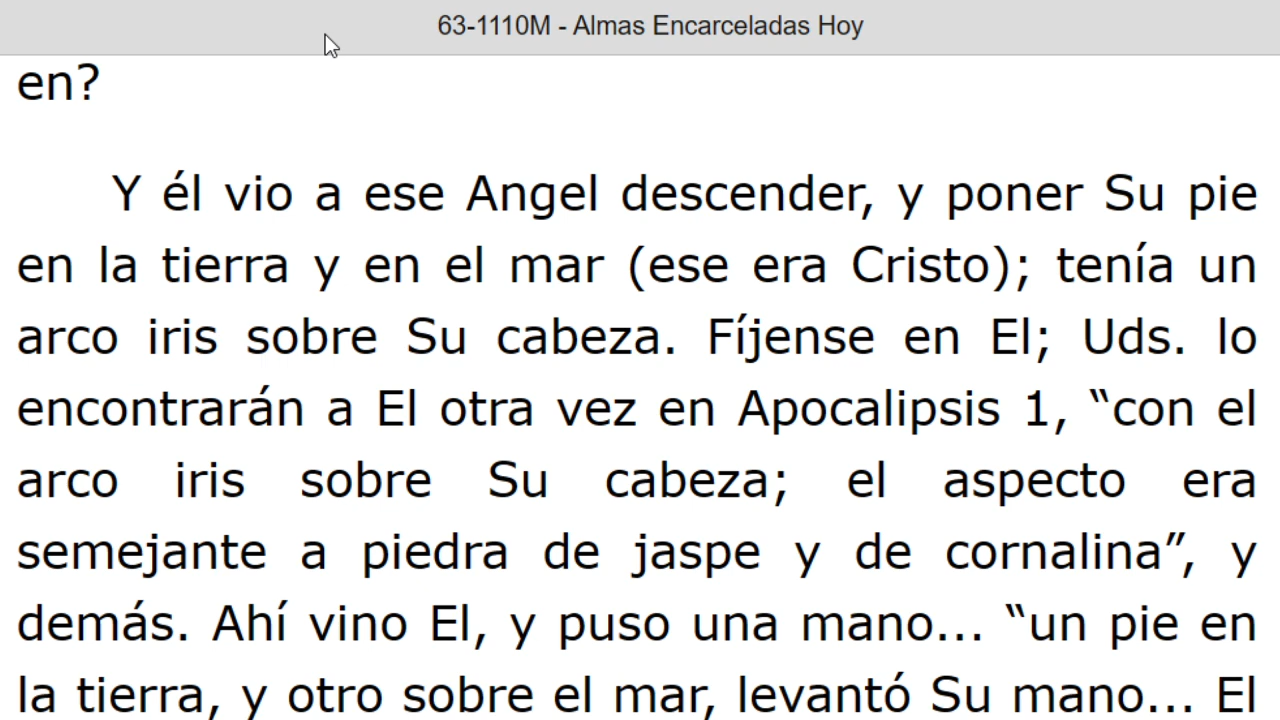 63-1110M - Almas Encarceladas Hoy
en?
Y él vio a ese Angel descender, y poner Su pie
en la tierra y en el mar (ese era Cristo); tenía un
arco iris sobre Su cabeza. Fíjense en El; Uds. lo
encontrarán a El otra vez en Apocalipsis 1, “con el
arco iris sobre Su cabeza; el aspecto era
semejante a piedra de jaspe y de cornalina”, y
demás. Ahí vino El, y puso una mano... “un pie en
la tierra, y otro sobre el mar, levantó Su mano... El